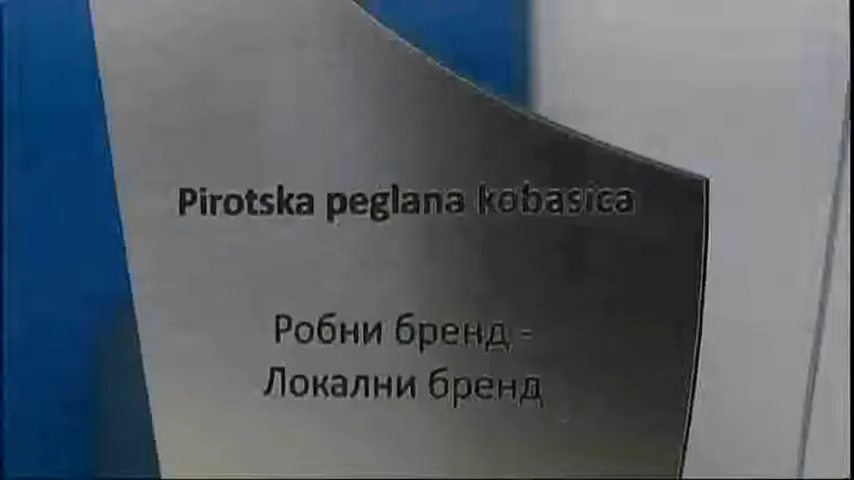 Pirotska peglana kobasica
Робни бренд -
Локални бренд